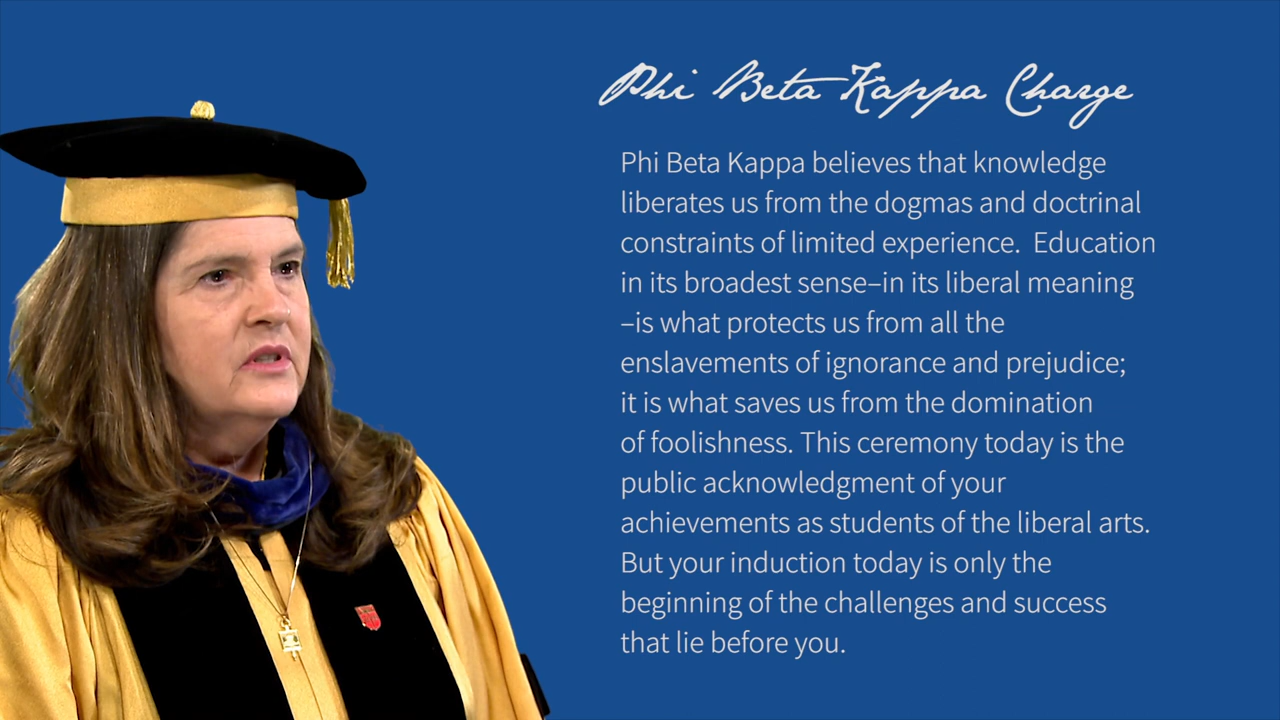 Phi Beta Kappa Charge
Phi Beta Kappa believes that knowledge
liberates us from the dogmas and doctrinal
constraints of limited experience.  Education
in its broadest sense–in its liberal meaning
–is what protects us from all the
enslavements of ignorance and prejudice;
it is what saves us from the domination
of foolishness. This ceremony today is the
public acknowledgment of your
achievements as students of the liberal arts.
But your induction today is only the
beginning of the challenges and success
that lie before you.